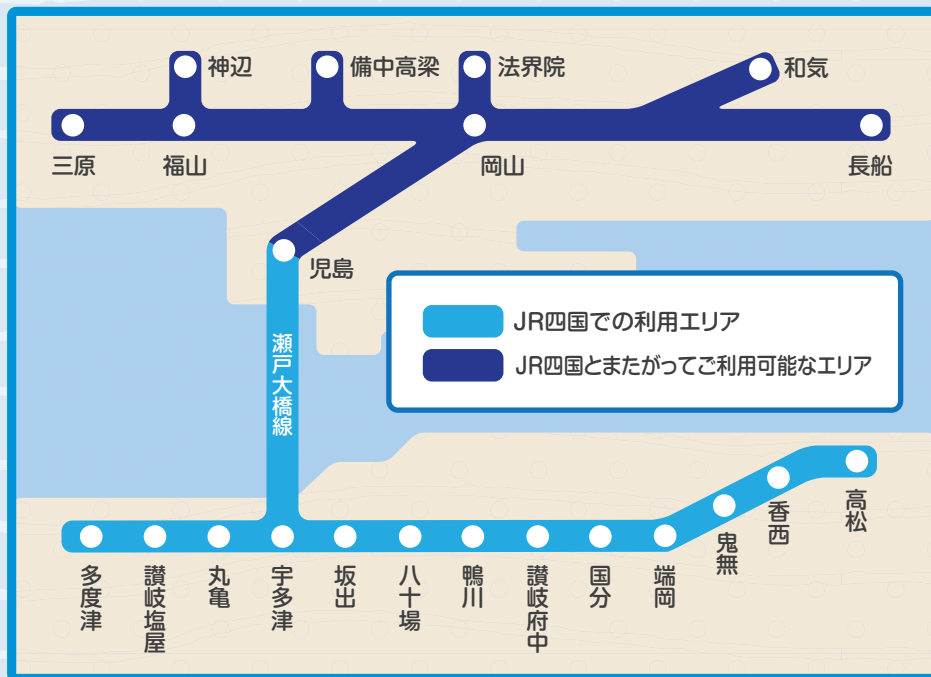 神辺
備中高梁
法界院
和気
三原
福山
岡山
長船
児島
JR四国での利用エリア
JR四国とまたがってご利用可能なエリア
瀬戸大橋線
多度津
讃岐塩屋
丸亀
宇多津
坂出
八十場
鴨川
讃岐府中
国分
端岡
鬼無
香西
高松